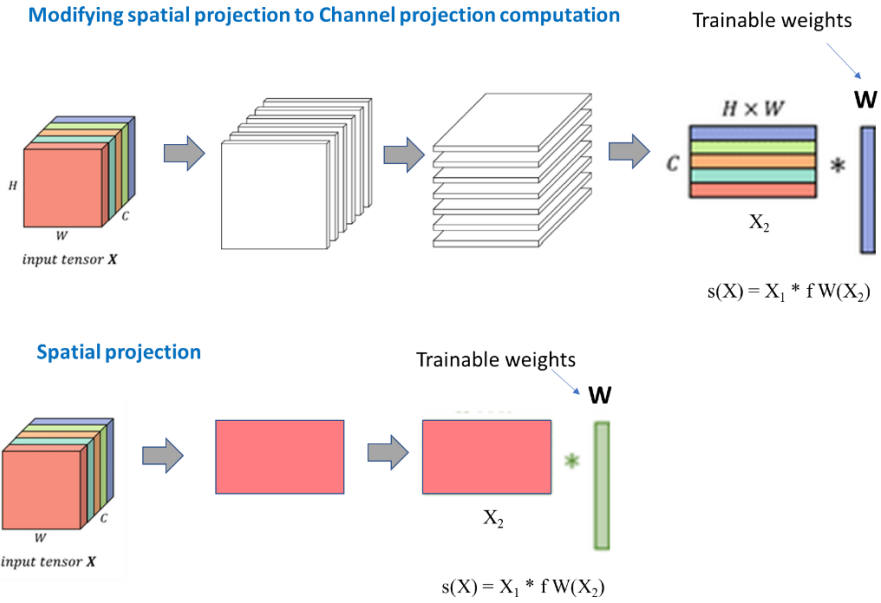 Modifying spatial projection to Channel projection computation
Trainable weights
W
H × W
H
C
C
*
W
input tensor X
X₂
s(X) = X₁ * f W(X₂)
Spatial projection
Trainable weights
W
*
C
W
X₂
input tensor X
s(X) = X₁ * f W(X₂)